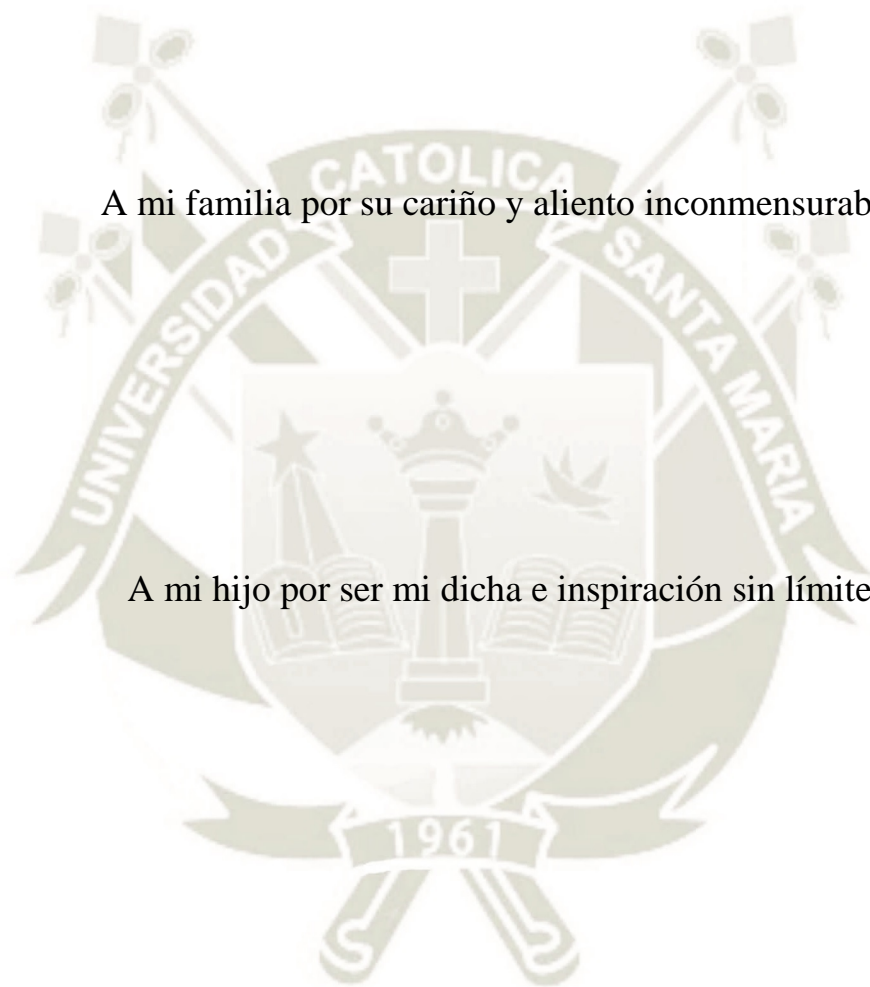 CATOLICA
A mi familia por su cariño y aliento inconmensurab
UNIVERSIDAD
SANTA MARIA
A mi hijo por ser mi dicha e inspiración sin límite
1961